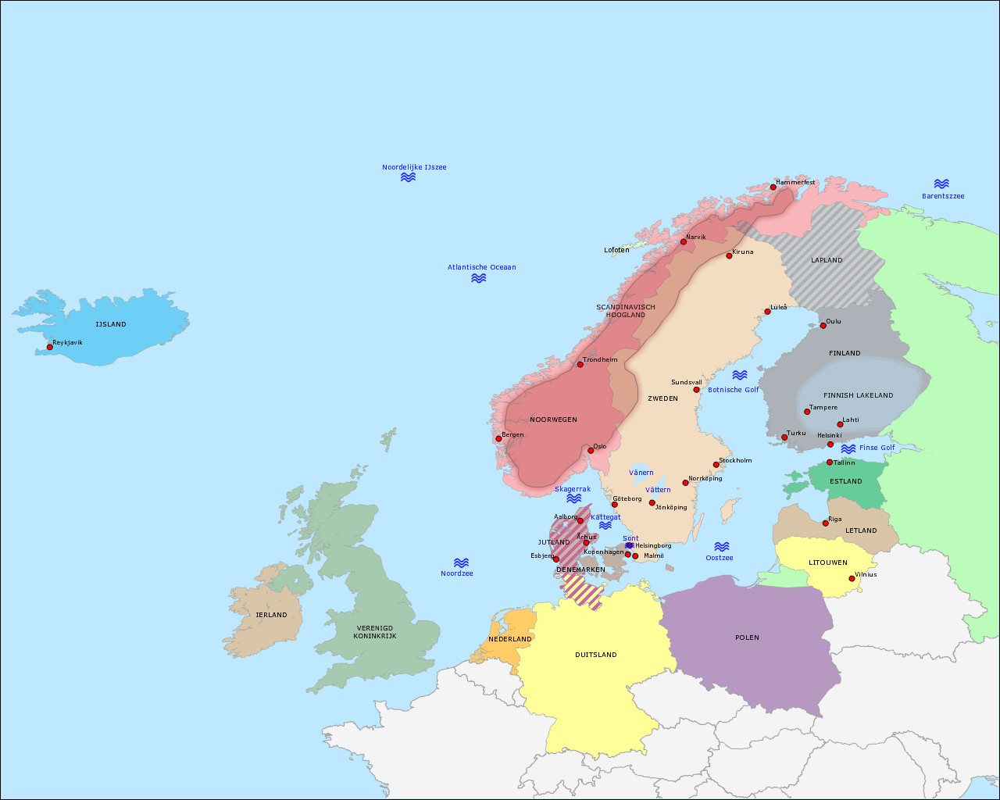 Noordelijke IJszee
Hammerfest
Barentszzee
Narvik
Lofoten
Kiruna
LAPLAND
Atlantische Oceaan
SCANDINAVISCH
HOOGLAND
Luleå
IJSLAND
Oulu
Reykjavik
FINLAND
Trondheim
Sundsvall
Botnische Golf
ZWEDEN
FINNISH LAKELAND
Tampere
NOORWEGEN
Lahti
Bergen
Turku
Helsinki
Oslo
Finse Golf
Stockholm
Tallinn
Vänern
Norrköping
ESTLAND
Skagerrak
Vättern
Göteborg
Jönköping
Aalborg
Kattegat
Riga
LETLAND
Århus
Sont
JUTLAND
Helsingborg
Kopenhagen
Esbjerg
Malmö
Oostzee
LITOUWEN
Noordzee
DENEMARKEN
Vilnius
IERLAND
VERENIGD
KONINKRIJK
NEDERLAND
POLEN
DUITSLAND